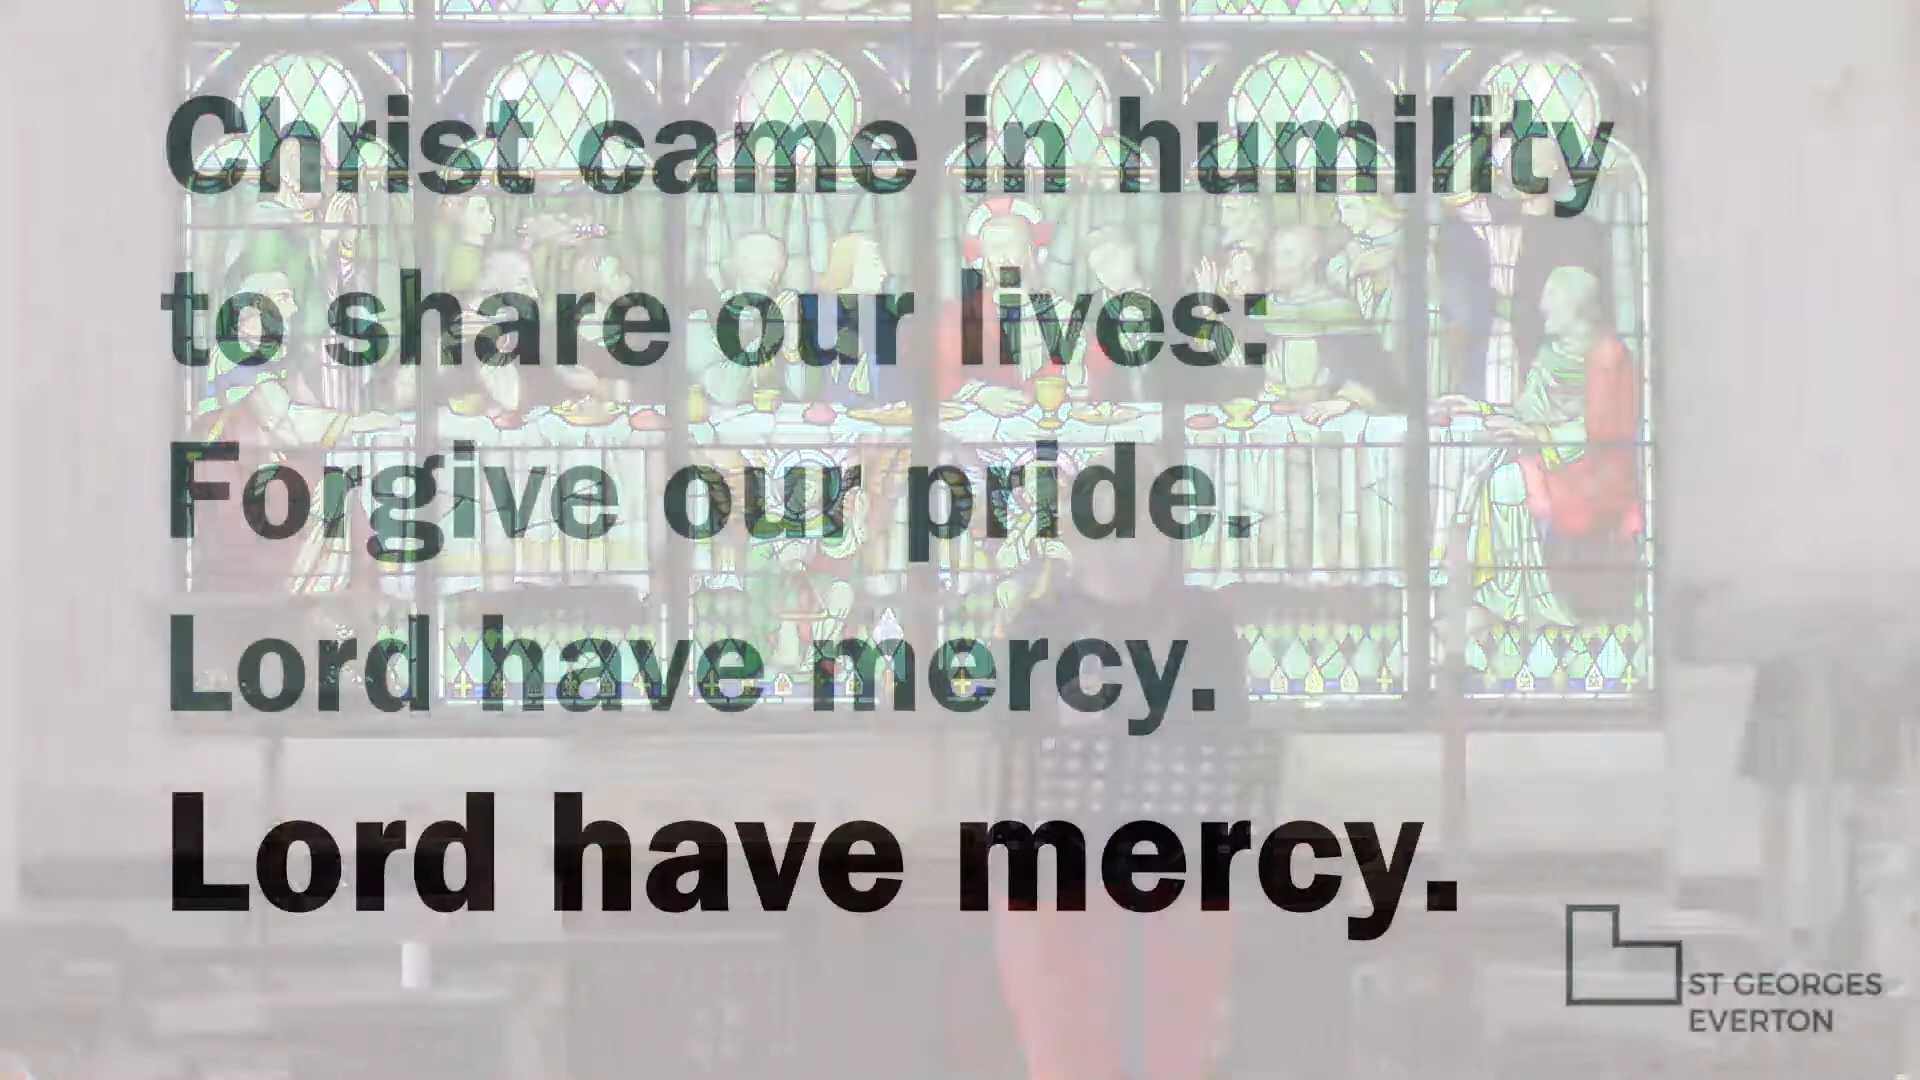 Christ came in humility
to share our lives:
Forgive our pride.
Lord have mercy.
Lord have mercy.
ST GEORGES
EVERTON